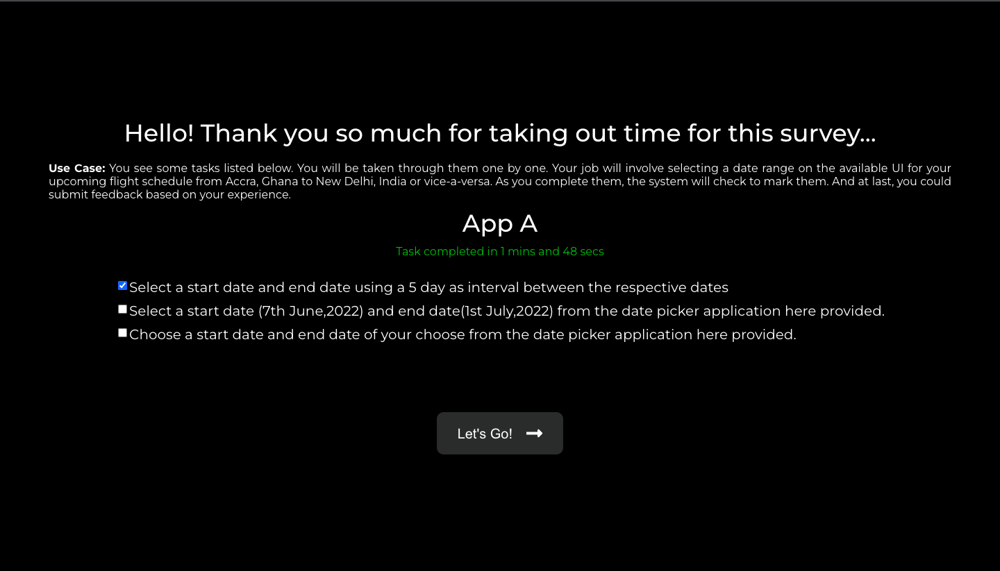 Hello! Thank you so much for taking out time for this survey...
Use Case: You see some tasks listed below. You will be taken through them one by one. Your job will involve selecting a date range on the available UI for your
upcoming flight schedule from Accra, Ghana to New Delhi, India or vice-a-versa. As you complete them, the system will check to mark them. And at last, you could
submit feedback based on your experience.
App A
Task completed in 1 mins and 48 secs
Select a start date and end date using a 5 day as interval between the respective dates
Select a start date (7th June,2022) and end date(1st July,2022) from the date picker application here provided.
Choose a start date and end date of your choose from the date picker application here provided.
Let's Go!